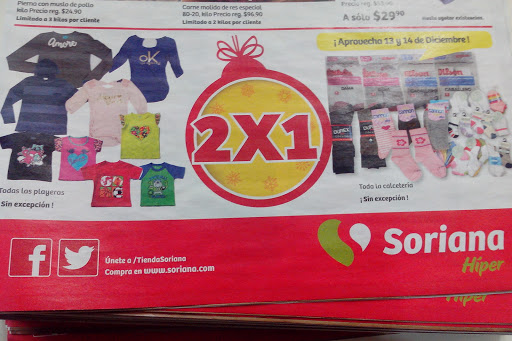 Pierna con muslo de pollo
kilo Precio reg. $24.90
Limitado a 3 kilos por cliente
Carne molida de res especial
80-20, kilo Precio reg. $96.90
Limitado a 2 kilos por cliente
A sólo $29.90
¡ Aprovecha 13 y 14 de Diciembre !
2X1
Todas las playeras
¡ Sin excepción !
Toda la calcetería
¡ Sin excepción !
Únete a /TiendaSoriana
Compra en www.soriana.com
Soriana
Híper
Híper